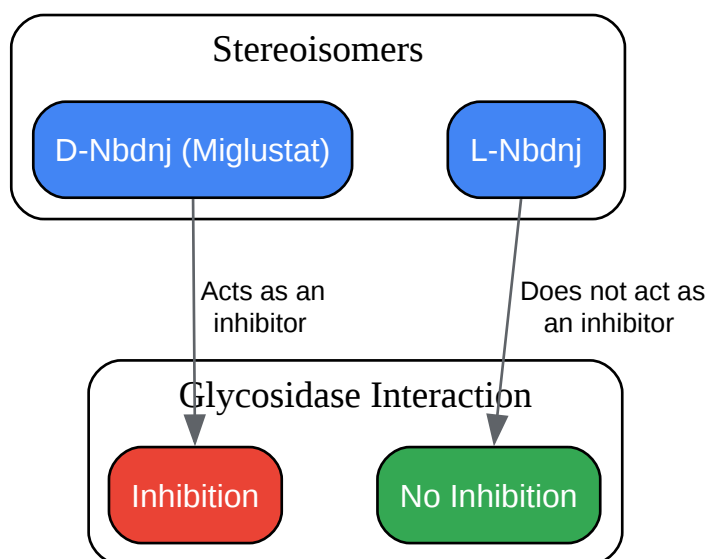 Stereoisomers
D-Nbdnj (Miglustat)
L-Nbdnj
Acts as an
inhibitor
Does not act as
an inhibitor
Glycosidase Interaction
Inhibition
No Inhibition